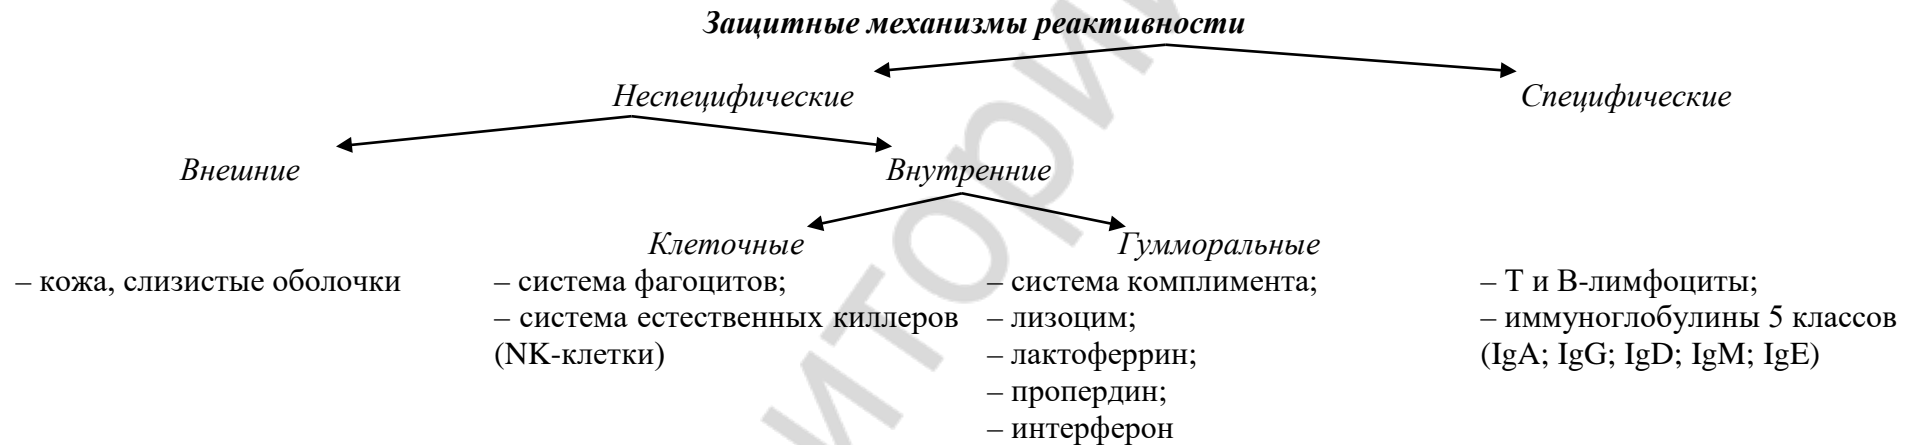 Защитные механизмы реактивности
Неспецифические
Специфические
Внешние
Внутренние
Клеточные
Гумморальные
– кожа, слизистые оболочки
– система фагоцитов;
– система естественных киллеров
(NK-клетки)
– система комплимента;
– лизоцим;
– лактоферрин;
– пропердин;
– интерферон
– Т и В-лимфоциты;
– иммуноглобулины 5 классов
(IgA; IgG; IgD; IgM; IgE)